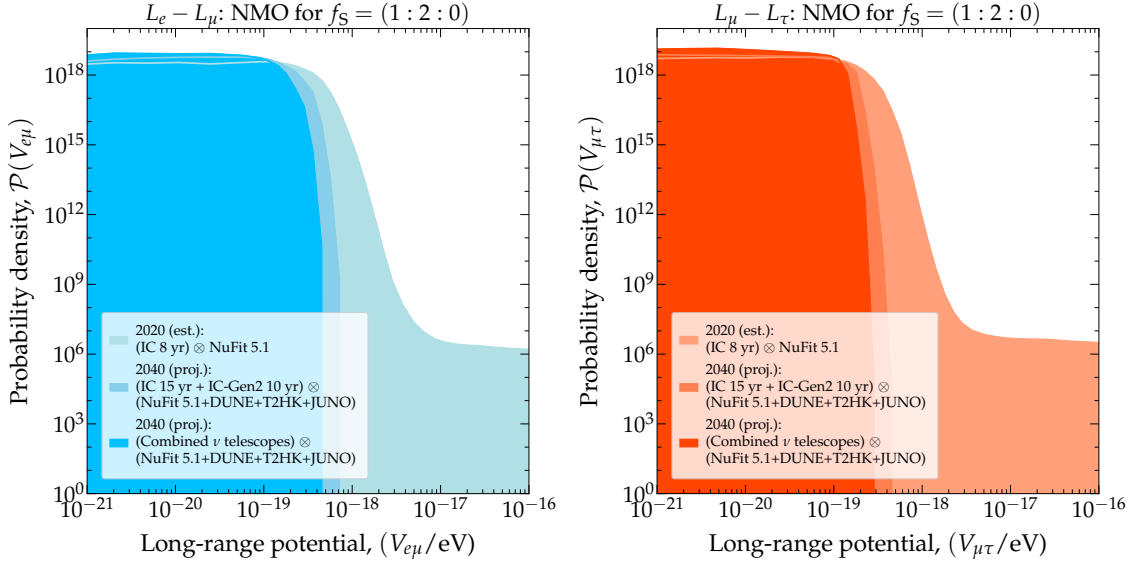 L_e − L_μ: NMO for f_S = (1 : 2 : 0)
Probability density, P(V_eμ)
10^18
10^15
10^12
10^9
10^6
10^3
10^0
2020 (est.):
(IC 8 yr) ⊗ NuFit 5.1
2040 (proj.):
(IC 15 yr + IC-Gen2 10 yr) ⊗
(NuFit 5.1+DUNE+T2HK+JUNO)
2040 (proj.):
(Combined ν telescopes) ⊗
(NuFit 5.1+DUNE+T2HK+JUNO)
10^−21 10^−20 10^−19 10^−18 10^−17 10^−16
Long-range potential, (V_eμ/eV)
L_μ − L_τ: NMO for f_S = (1 : 2 : 0)
Probability density, P(V_μτ)
10^18
10^15
10^12
10^9
10^6
10^3
10^0
2020 (est.):
(IC 8 yr) ⊗ NuFit 5.1
2040 (proj.):
(IC 15 yr + IC-Gen2 10 yr) ⊗
(NuFit 5.1+DUNE+T2HK+JUNO)
2040 (proj.):
(Combined ν telescopes) ⊗
(NuFit 5.1+DUNE+T2HK+JUNO)
10^−21 10^−20 10^−19 10^−18 10^−17 10^−16
Long-range potential, (V_μτ/eV)